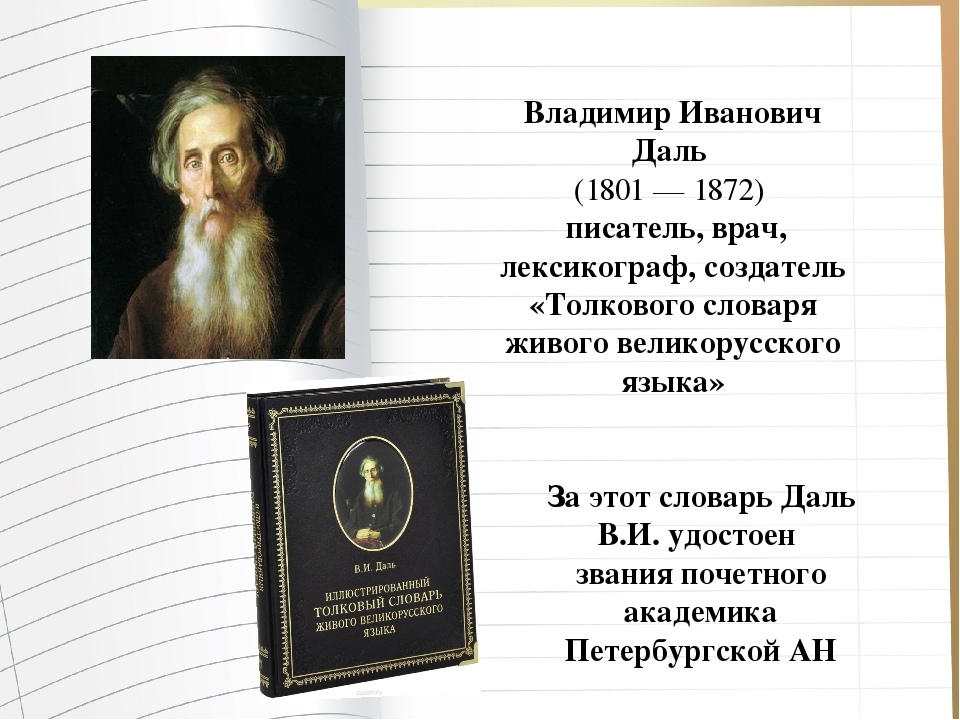 Владимир Иванович
Даль
(1801 — 1872)
писатель, врач,
лексикограф, создатель
«Толкового словаря
живого великорусского
языка»
За этот словарь Даль
В.И. удостоен
звания почетного
академика
Петербургской АН
В.И. Даль
ИЛЛЮСТРИРОВАННЫЙ
ТОЛКОВЫЙ СЛОВАРЬ
ЖИВОГО ВЕЛИКОРУССКОГО
ЯЗЫКА